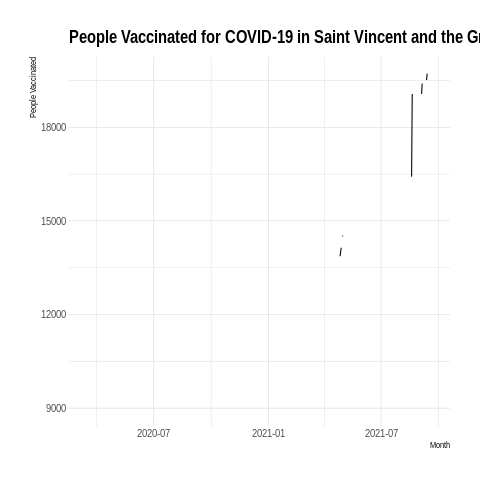 People Vaccinated for COVID-19 in Saint Vincent and the Gr
People Vaccinated
18000
15000
12000
9000
2020-07
2021-01
2021-07
Month